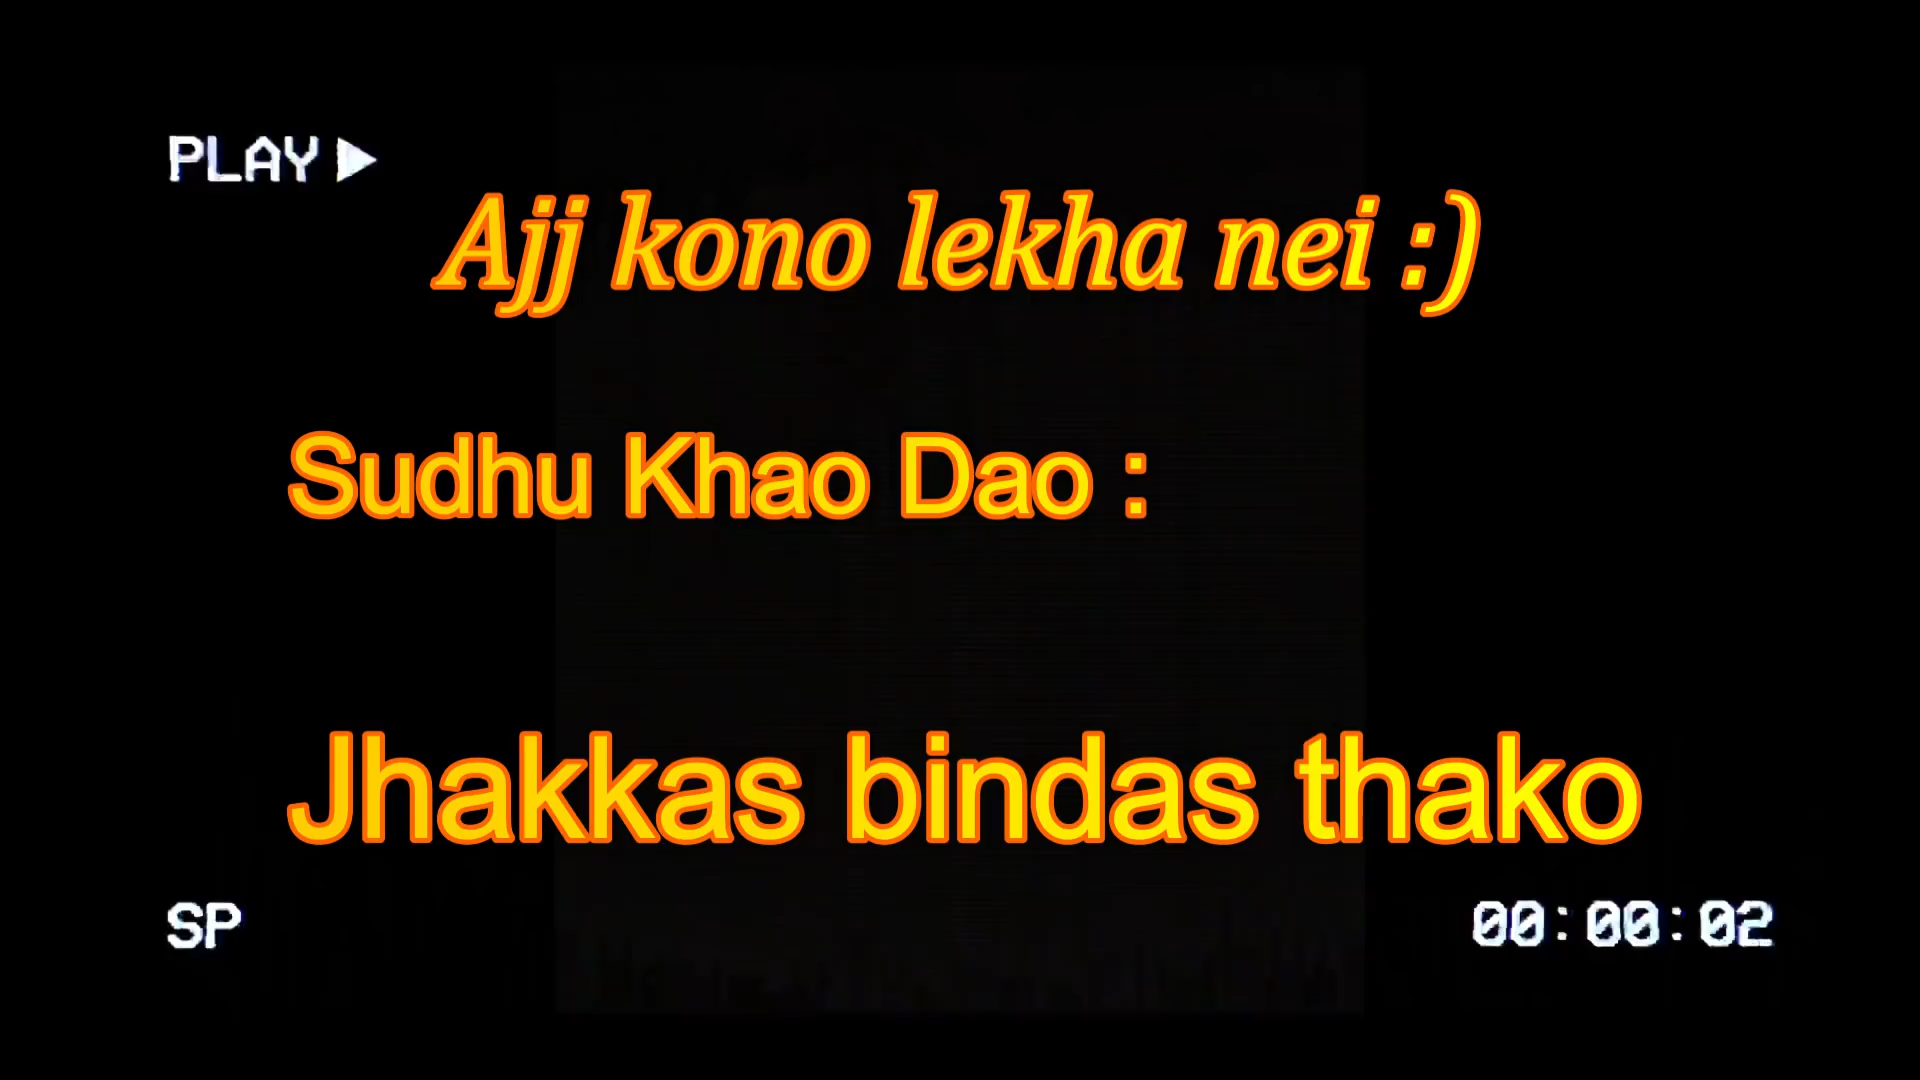 PLAY ▶
Ajj kono lekha nei :)
Sudhu Khao Dao :
Jhakkas bindas thako
SP
00:00:02